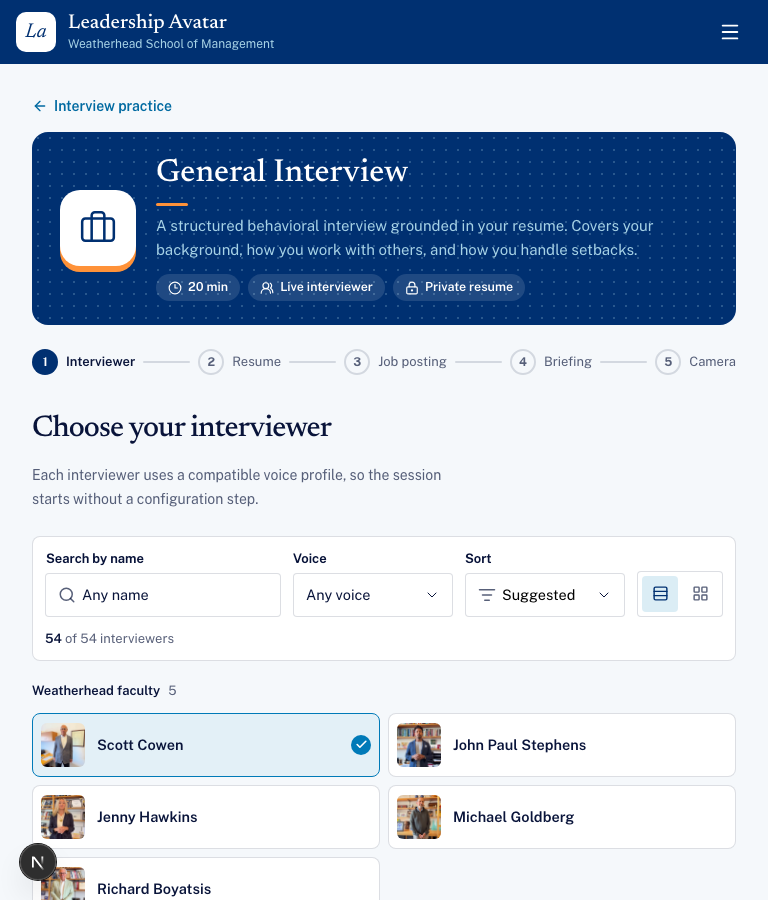 La
Leadership Avatar
Weatherhead School of Management
Interview practice
General Interview
A structured behavioral interview grounded in your resume. Covers your
background, how you work with others, and how you handle setbacks.
20 min
Live interviewer
Private resume
1 Interviewer
2 Resume
3 Job posting
4 Briefing
5 Camera
Choose your interviewer
Each interviewer uses a compatible voice profile, so the session
starts without a configuration step.
Search by name
Voice
Sort
Any name
Any voice
Suggested
54 of 54 interviewers
Weatherhead faculty 5
Scott Cowen
John Paul Stephens
Jenny Hawkins
Michael Goldberg
N
Richard Boyatsis